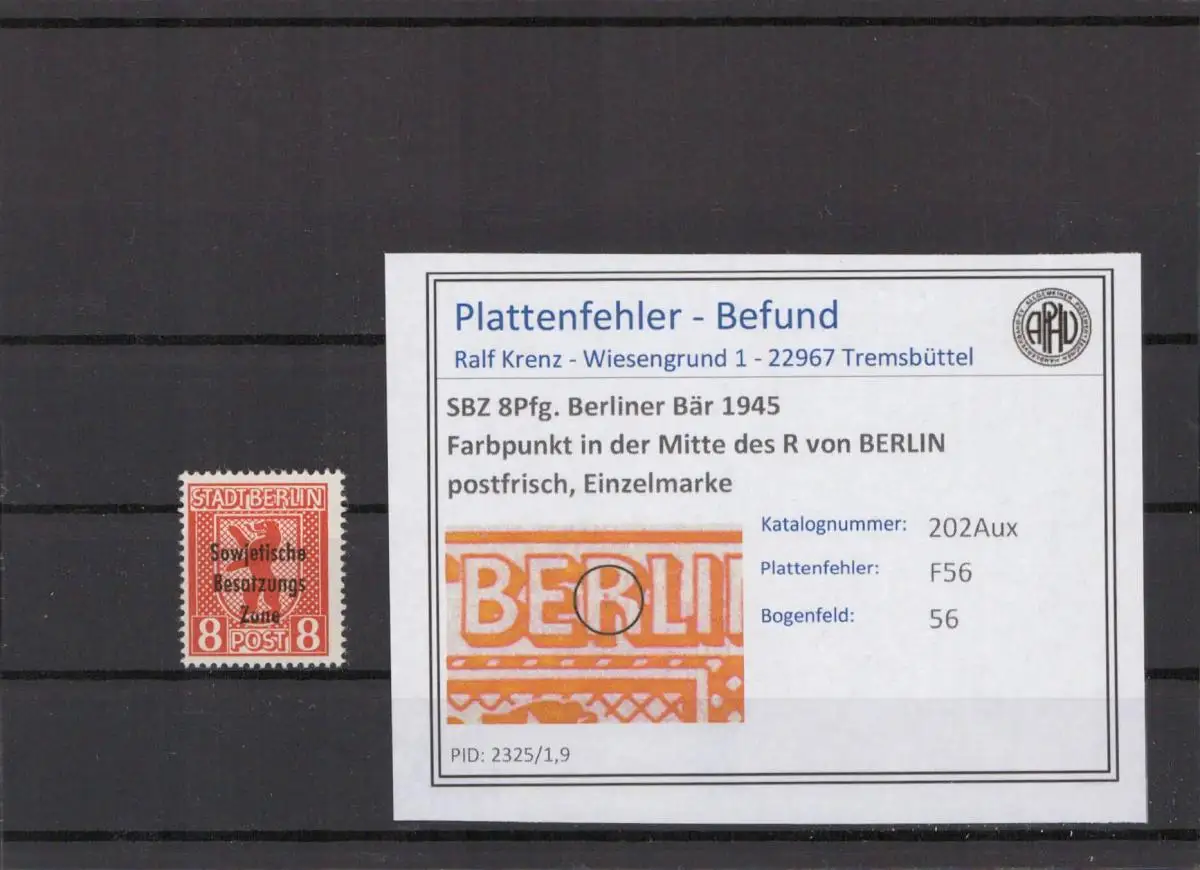 STADT BERLIN
Sowjetische
Besatzungs
Zone
8 POST 8
Plattenfehler - Befund
Ralf Krenz - Wiesengrund 1 - 22967 Tremsbüttel
APHV
SBZ 8Pfg. Berliner Bär 1945
Farbpunkt in der Mitte des R von BERLIN
postfrisch, Einzelmarke
BERLI
Katalognummer: 202Aux
Plattenfehler: F56
Bogenfeld: 56
PID: 2325/1,9